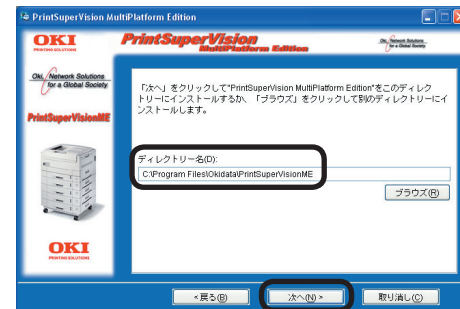 PrintSuperVision MultiPlatform Edition
OKI
PRINTING SOLUTIONS
PrintSuperVision
MultiPlatform Edition
Oki, Network Solutions
for a Global Society
Oki, Network Solutions
for a Global Society
PrintSuperVisionME
OKI
PRINTING SOLUTIONS
「次へ」をクリックして"PrintSuperVision MultiPlatform Edition"をこのディレク
トリーにインストールするか、「ブラウズ」をクリックして別のディレクトリーにイ
ンストールします。
ディレクトリー名(D):
C:\Program Files\Okidata\PrintSuperVisionME
ブラウズ(R)
<戻る(B)
次へ(N) >
取り消し(C)